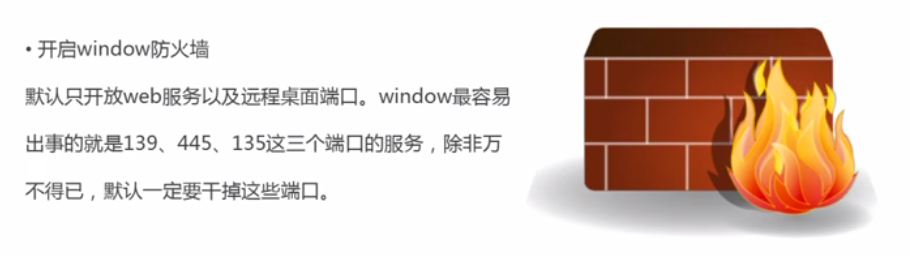 • 开启window防火墙
默认只开放web服务以及远程桌面端口。window最容易
出事的就是139、445、135这三个端口的服务，除非万
不得已，默认一定要干掉这些端口。